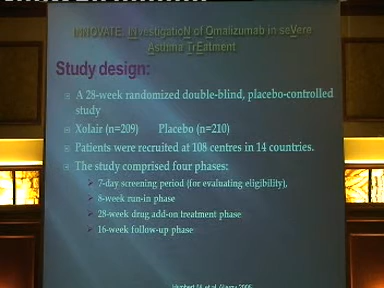 INNOVATE: INvestigatioN of Omalizumab in seVere
Asthma TrEatment
Study design:
A 28-week randomized double-blind, placebo-controlled
study
Xolair (n=209) Placebo (n=210)
Patients were recruited at 108 centres in 14 countries.
The study comprised four phases:
7-day screening period (for evaluating eligibility),
8-week run-in phase
28-week drug add-on treatment phase
16-week follow-up phase
et al.